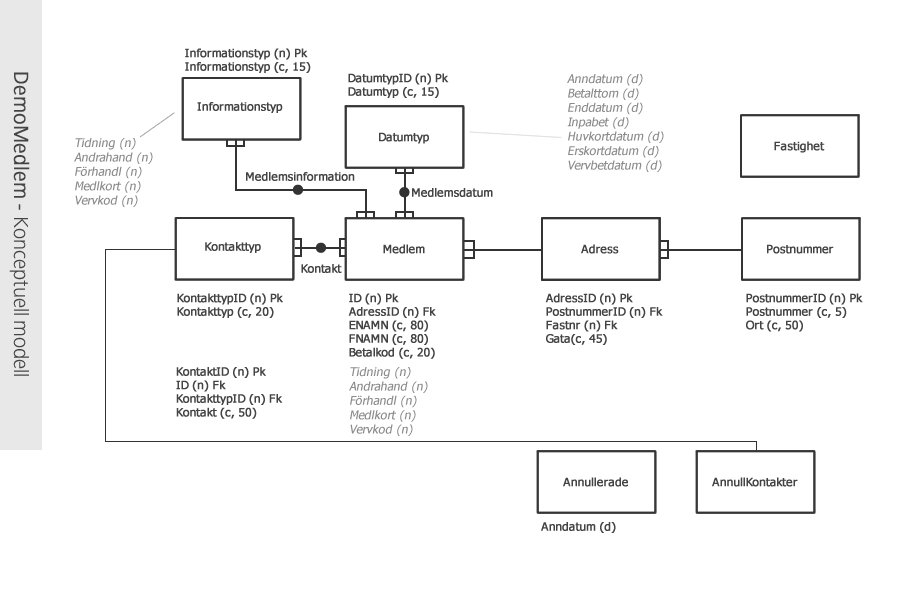 DemoMedlem - Konceptuell modell
Informationstyp (n) Pk
Informationstyp (c, 15)
Informationstyp
Tidning (n)
Andrahand (n)
Förhandl (n)
Medlkort (n)
Vervkod (n)
DatumtypID (n) Pk
Datumtyp (c, 15)
Datumtyp
Anndatum (d)
Betalttom (d)
Enddatum (d)
Inpabet (d)
Huvkortdatum (d)
Erskortdatum (d)
Vervbetdatum (d)
Fastighet
Medlemsinformation
Medlemsdatum
Kontakttyp
Kontakt
Medlem
Adress
Postnummer
KontakttypID (n) Pk
Kontakttyp (c, 20)
KontaktID (n) Pk
ID (n) Fk
KontakttypID (n) Fk
Kontakt (c, 50)
ID (n) Pk
AdressID (n) Fk
ENAMN (c, 80)
FNAMN (c, 80)
Betalkod (c, 20)
Tidning (n)
Andrahand (n)
Förhandl (n)
Medlkort (n)
Vervkod (n)
AdressID (n) Pk
PostnummerID (n) Fk
Fastnr (n) Fk
Gata(c, 45)
PostnummerID (n) Pk
Postnummer (c, 5)
Ort (c, 50)
Annullerade
Anndatum (d)
AnnullKontakter